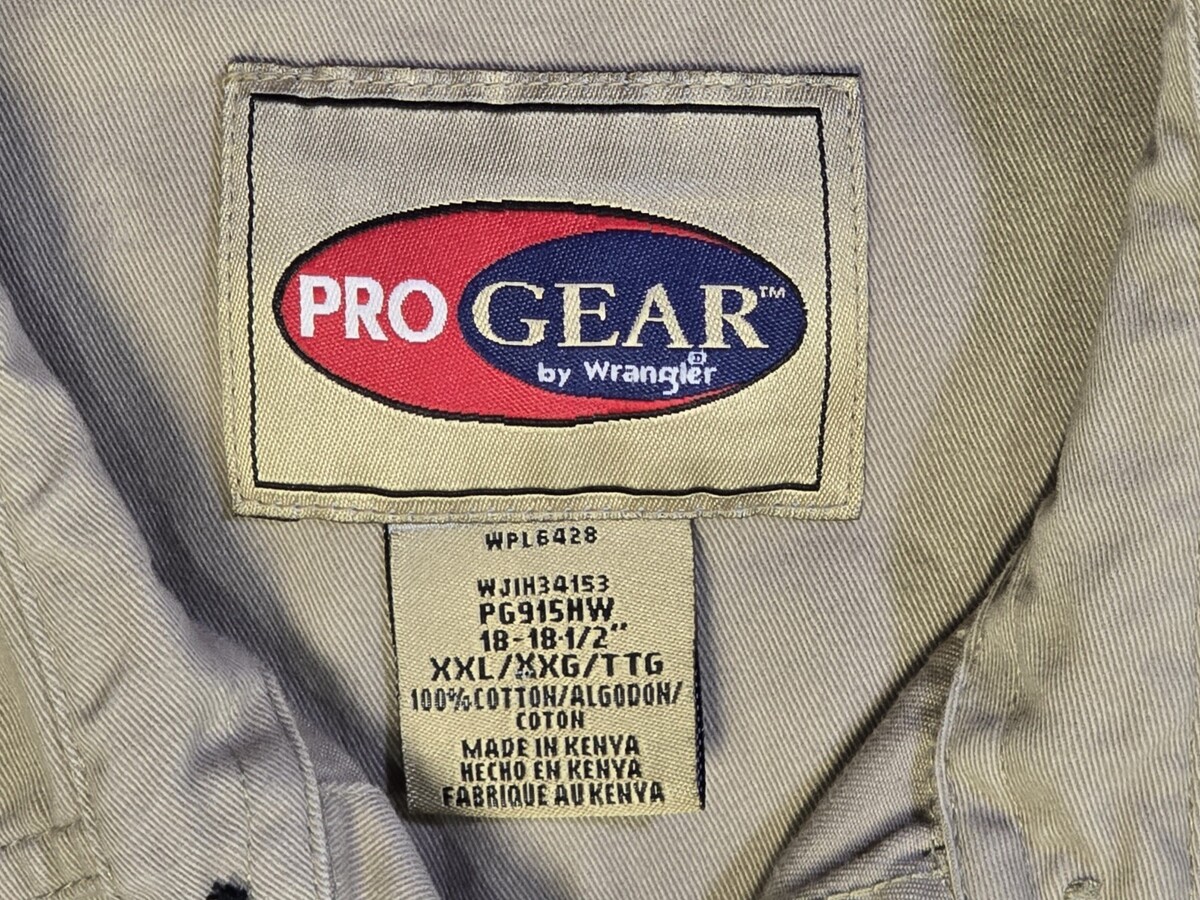 PRO GEAR™
by Wrangler®
WPL6428
WJIH34153
PG915HW
18-18-1/2"
XXL/XXG/TTG
100% COTTON/ALGODON/
COTON
MADE IN KENYA
HECHO EN KENYA
FABRIQUE AU KENYA